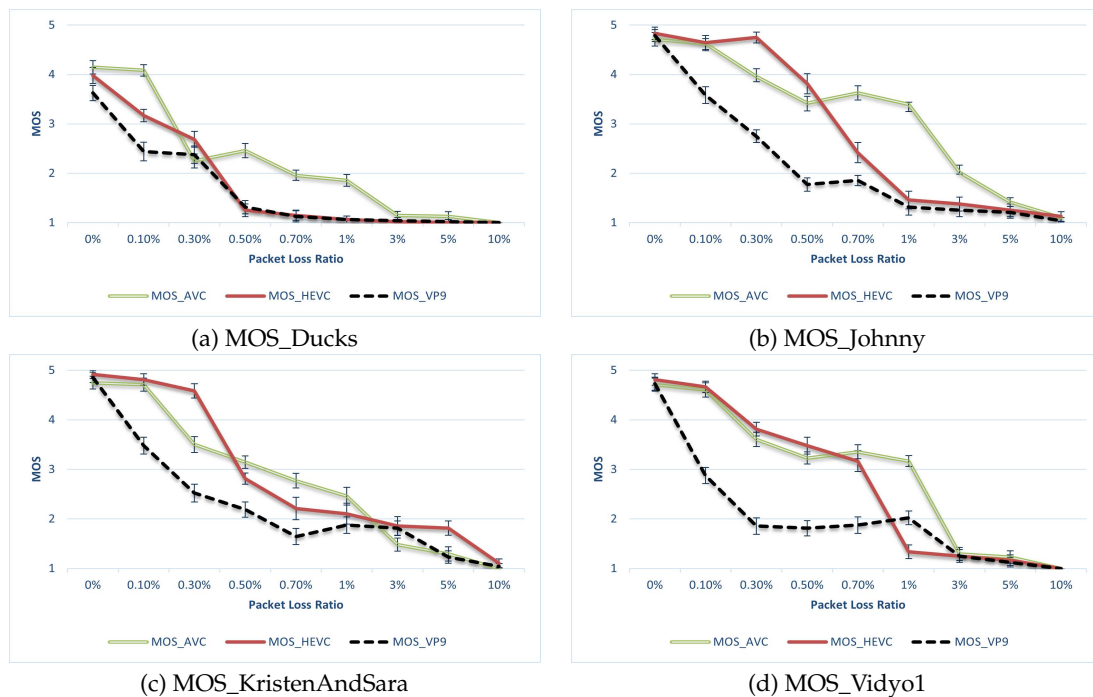 5
4
3
2
1
MOS
0% 0.10% 0.30% 0.50% 0.70% 1% 3% 5% 10%
Packet Loss Ratio
MOS_AVC MOS_HEVC MOS_VP9
(a) MOS_Ducks
5
4
3
2
1
MOS
0% 0.10% 0.30% 0.50% 0.70% 1% 3% 5% 10%
Packet Loss Ratio
MOS_AVC MOS_HEVC MOS_VP9
(b) MOS_Johnny
5
4
3
2
1
MOS
0% 0.10% 0.30% 0.50% 0.70% 1% 3% 5% 10%
Packet Loss Ratio
MOS_AVC MOS_HEVC MOS_VP9
(c) MOS_KristenAndSara
5
4
3
2
1
MOS
0% 0.10% 0.30% 0.50% 0.70% 1% 3% 5% 10%
Packet Loss Ratio
MOS_AVC MOS_HEVC MOS_VP9
(d) MOS_Vidyo1